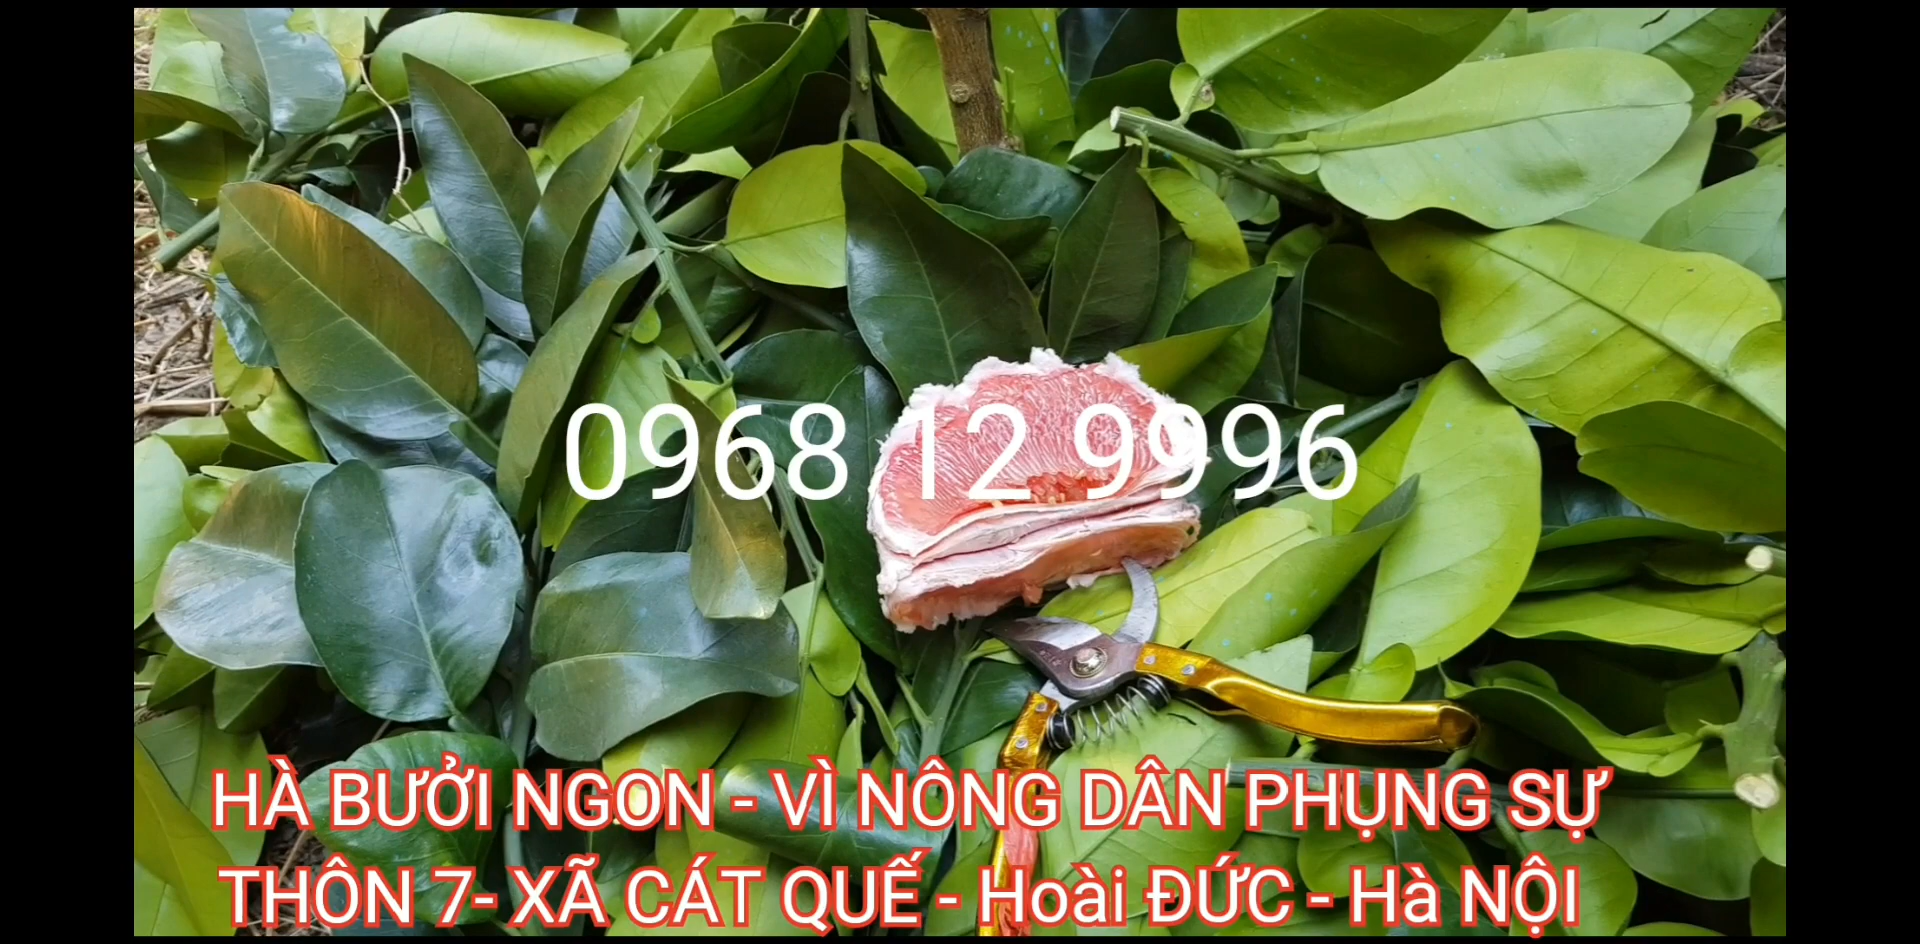 0968 12 9996
HÀ BƯỞI NGON - VÌ NÔNG DÂN PHỤNG SỰ
THÔN 7- XÃ CÁT QUẾ - Hoài ĐỨC - Hà NỘI